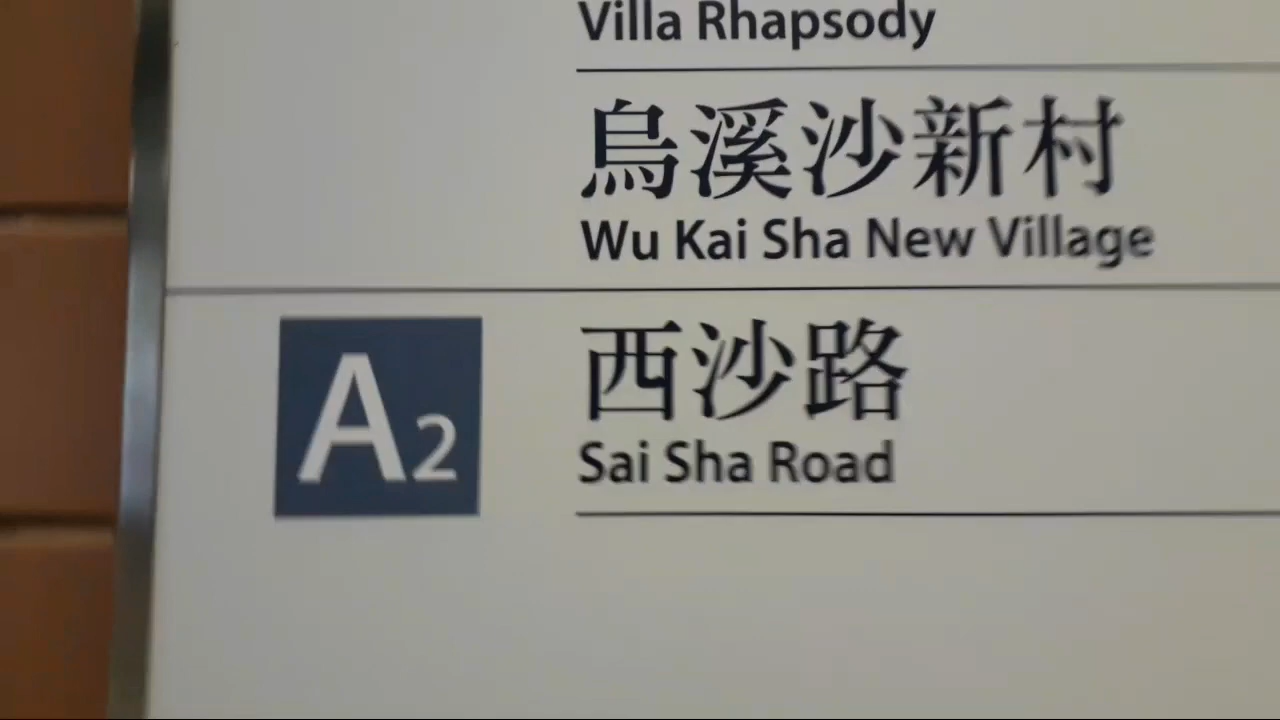 Villa Rhapsody
烏溪沙新村
Wu Kai Sha New Village
A2
西沙路
Sai Sha Road